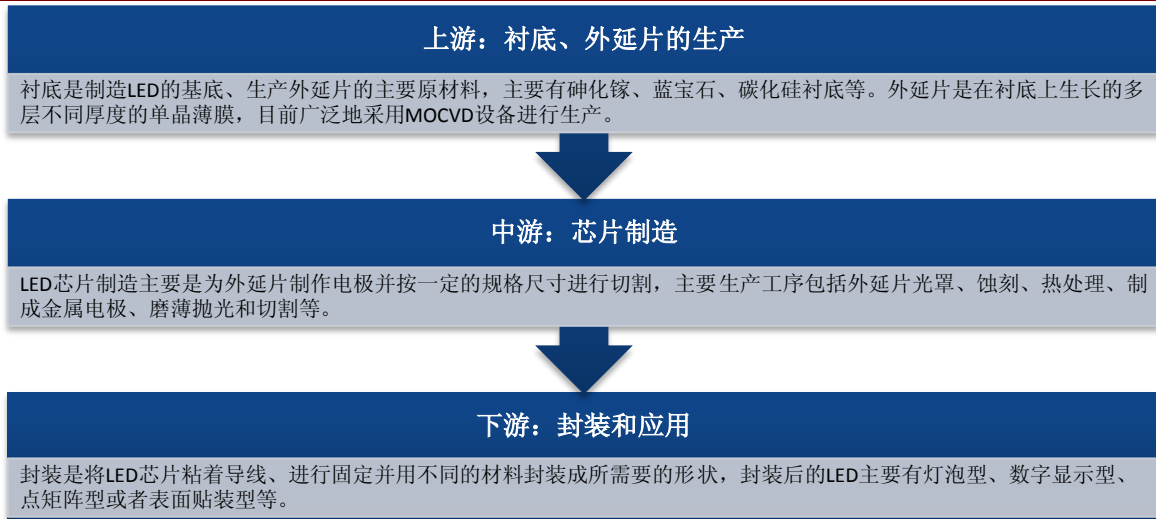 上游：衬底、外延片的生产
衬底是制造LED的基底、生产外延片的主要原材料，主要有砷化镓、蓝宝石、碳化硅衬底等。外延片是在衬底上生长的多
层不同厚度的单晶薄膜，目前广泛地采用MOCVD设备进行生产。
中游：芯片制造
LED芯片制造主要是为外延片制作电极并按一定的规格尺寸进行切割，主要生产工序包括外延片光罩、蚀刻、热处理、制
成金属电极、磨薄抛光和切割等。
下游：封装和应用
封装是将LED芯片粘着导线、进行固定并用不同的材料封装成所需要的形状，封装后的LED主要有灯泡型、数字显示型、
点矩阵型或者表面贴装型等。